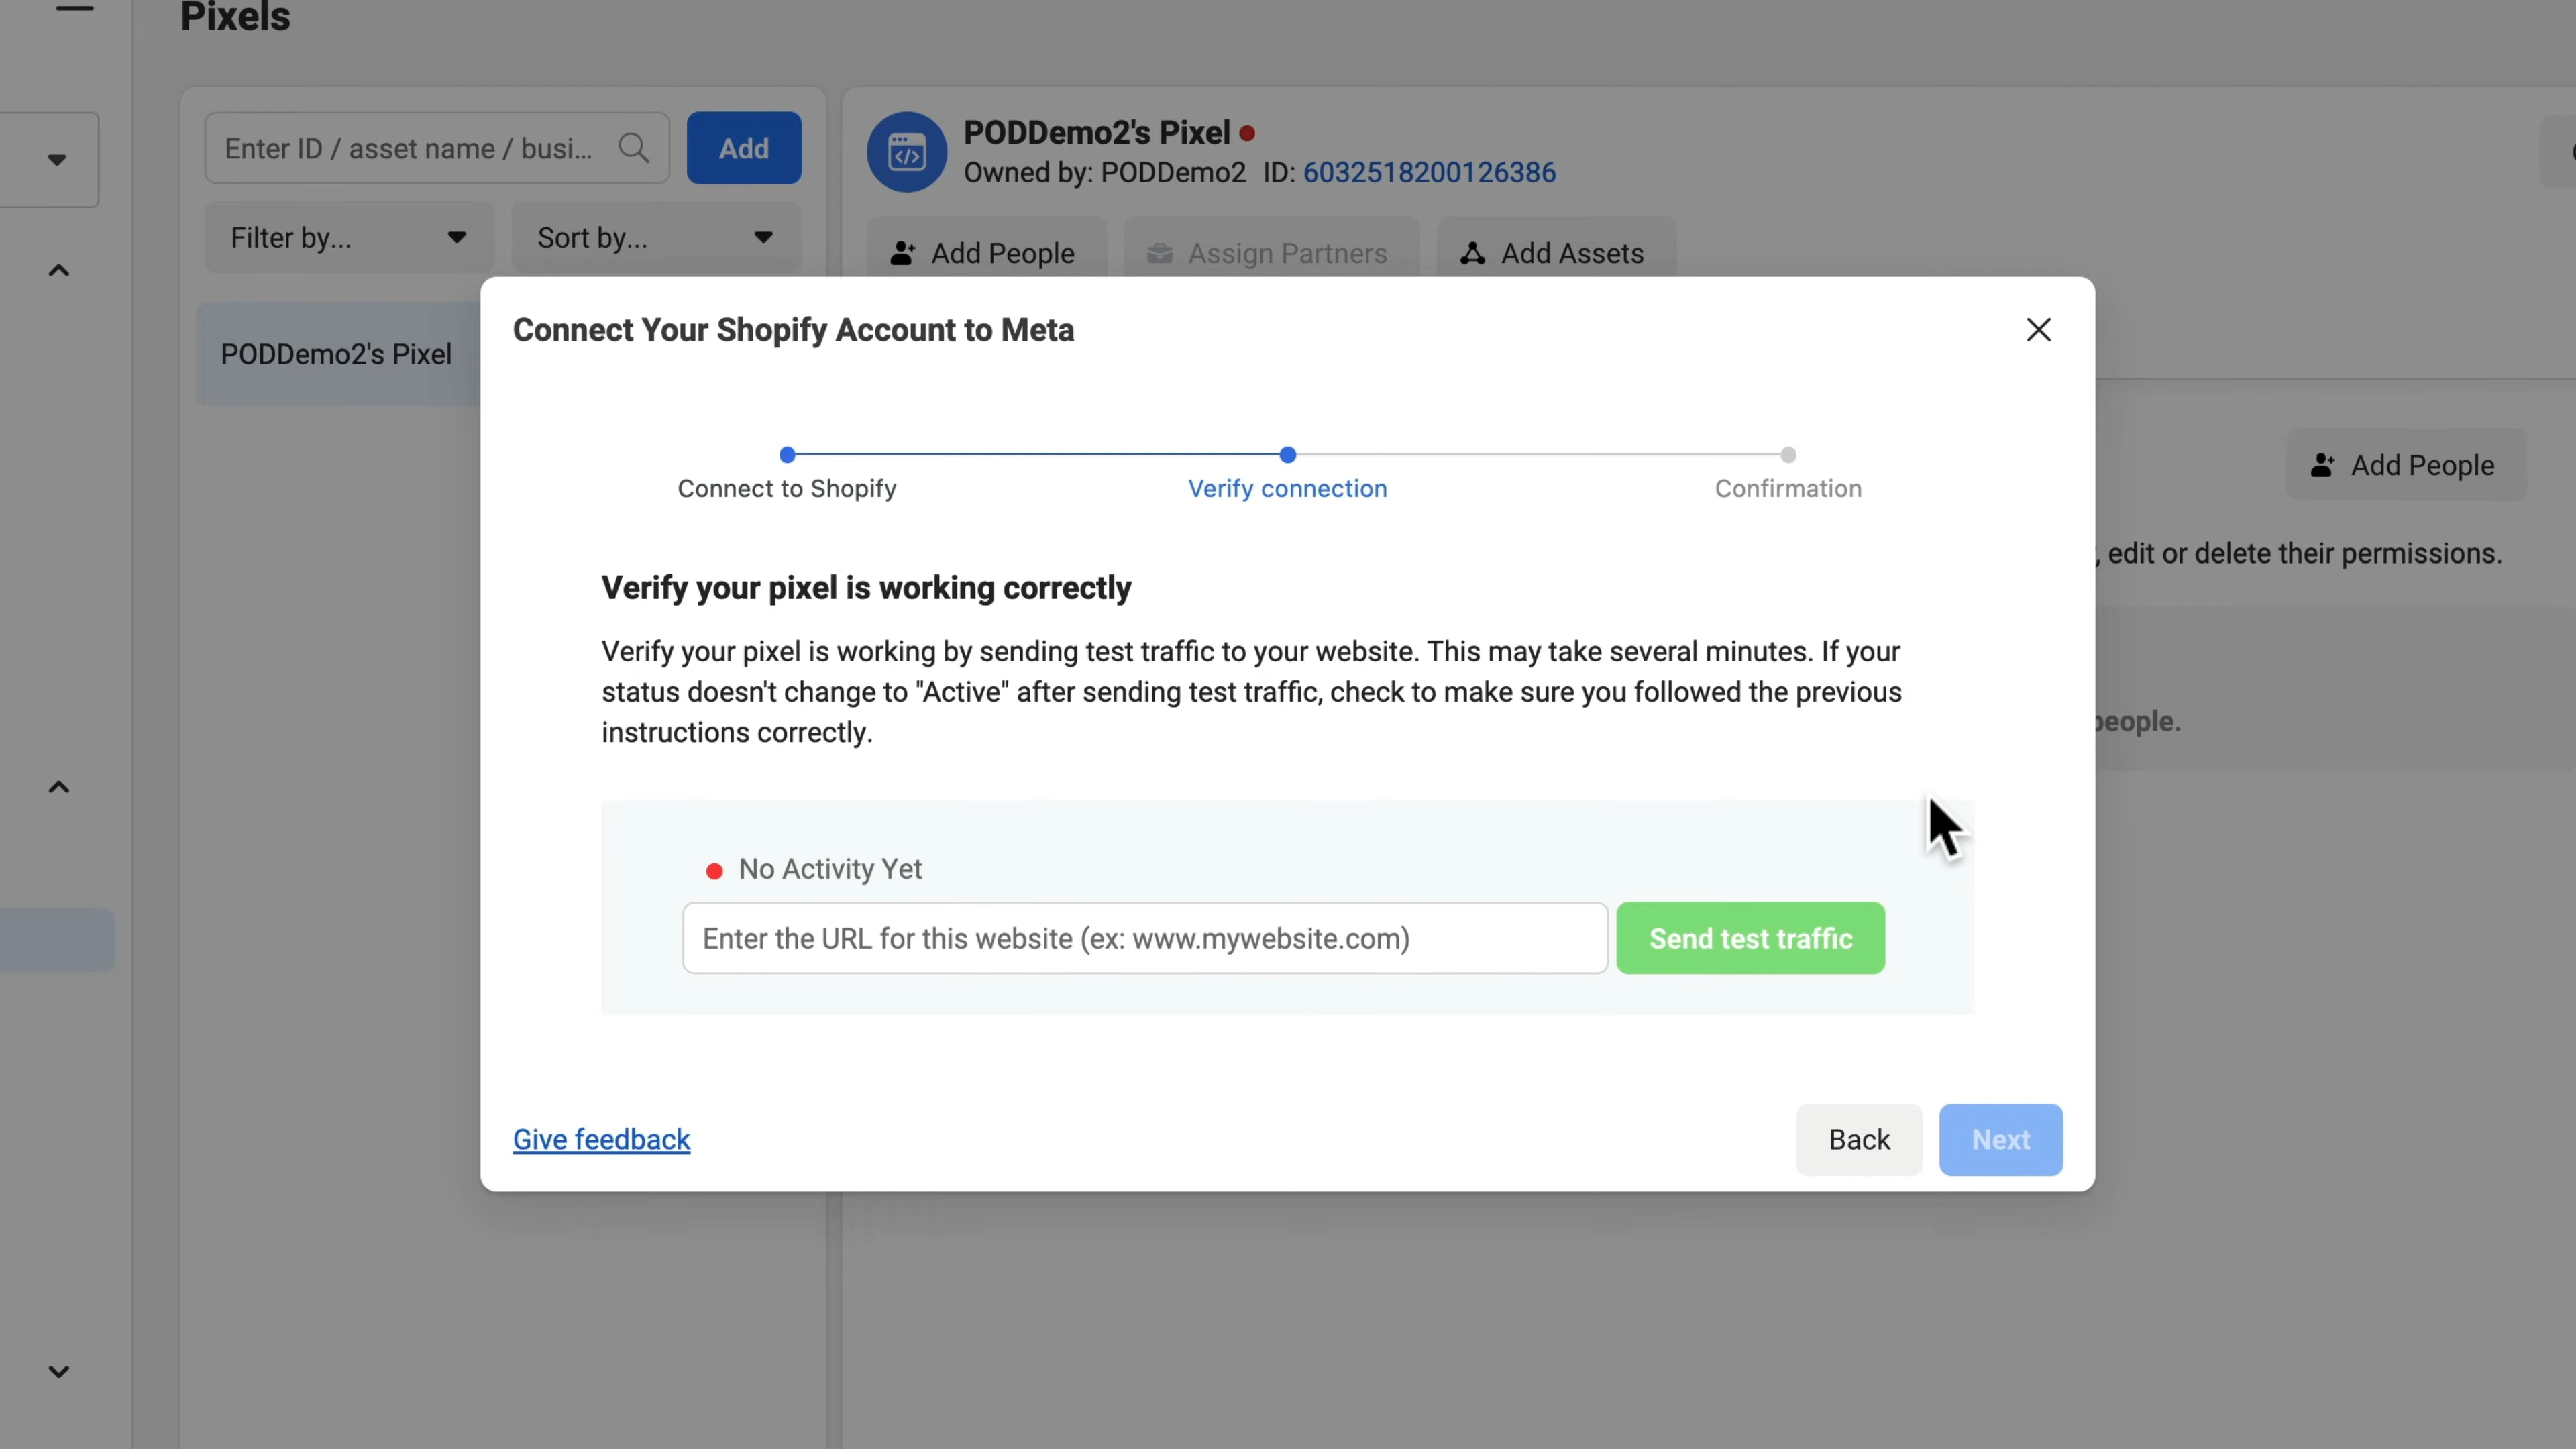 Pixels
Enter ID / asset name / busi...
Add
Filter by...
Sort by...
PODDemo2's Pixel
PODDemo2's Pixel
Owned by: PODDemo2 ID: 6032518200126386
Add People
Assign Partners
Add Assets
Add People
, edit or delete their permissions.
people.
Connect Your Shopify Account to Meta
Connect to Shopify
Verify connection
Confirmation
Verify your pixel is working correctly
Verify your pixel is working by sending test traffic to your website. This may take several minutes. If your
status doesn't change to "Active" after sending test traffic, check to make sure you followed the previous
instructions correctly.
No Activity Yet
Enter the URL for this website (ex: www.mywebsite.com)
Send test traffic
Give feedback
Back
Next